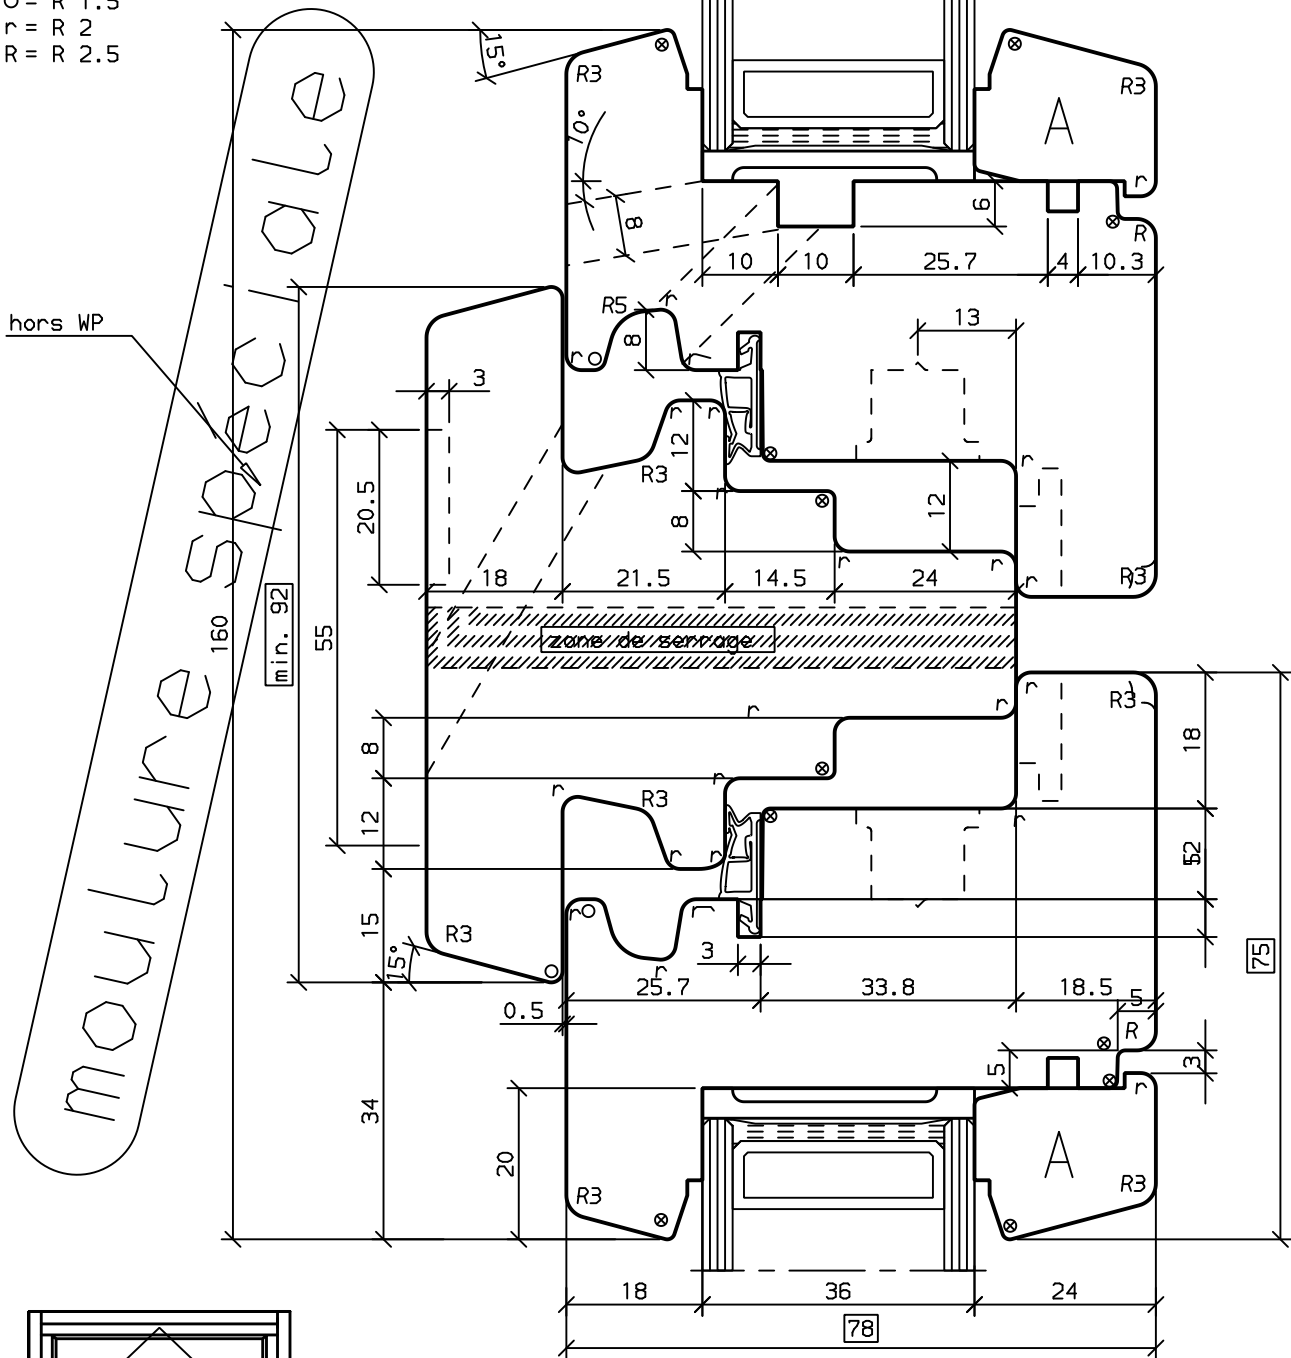 O = R 1.5
r = R 2
R = R 2.5
15°
R3
R3
A
10°
r
8
6
R
10
10
25.7
4
10.3
R5
r
hors WP
13
8
r
3
r
r
12
R3
r
r
20.5
12
8
r
r
R3
r
18
21.5
14.5
24
min. 92
zone de serrage
55
160
moulure spéciale
r
r
r
R3
8
18
r
r
R3
12
r
r
r
52
15
R3
r
15°
3
r
75
25.7
33.8
18.5
0.5
5
R
5
3
r
34
20
A
R3
R3
18
36
24
78